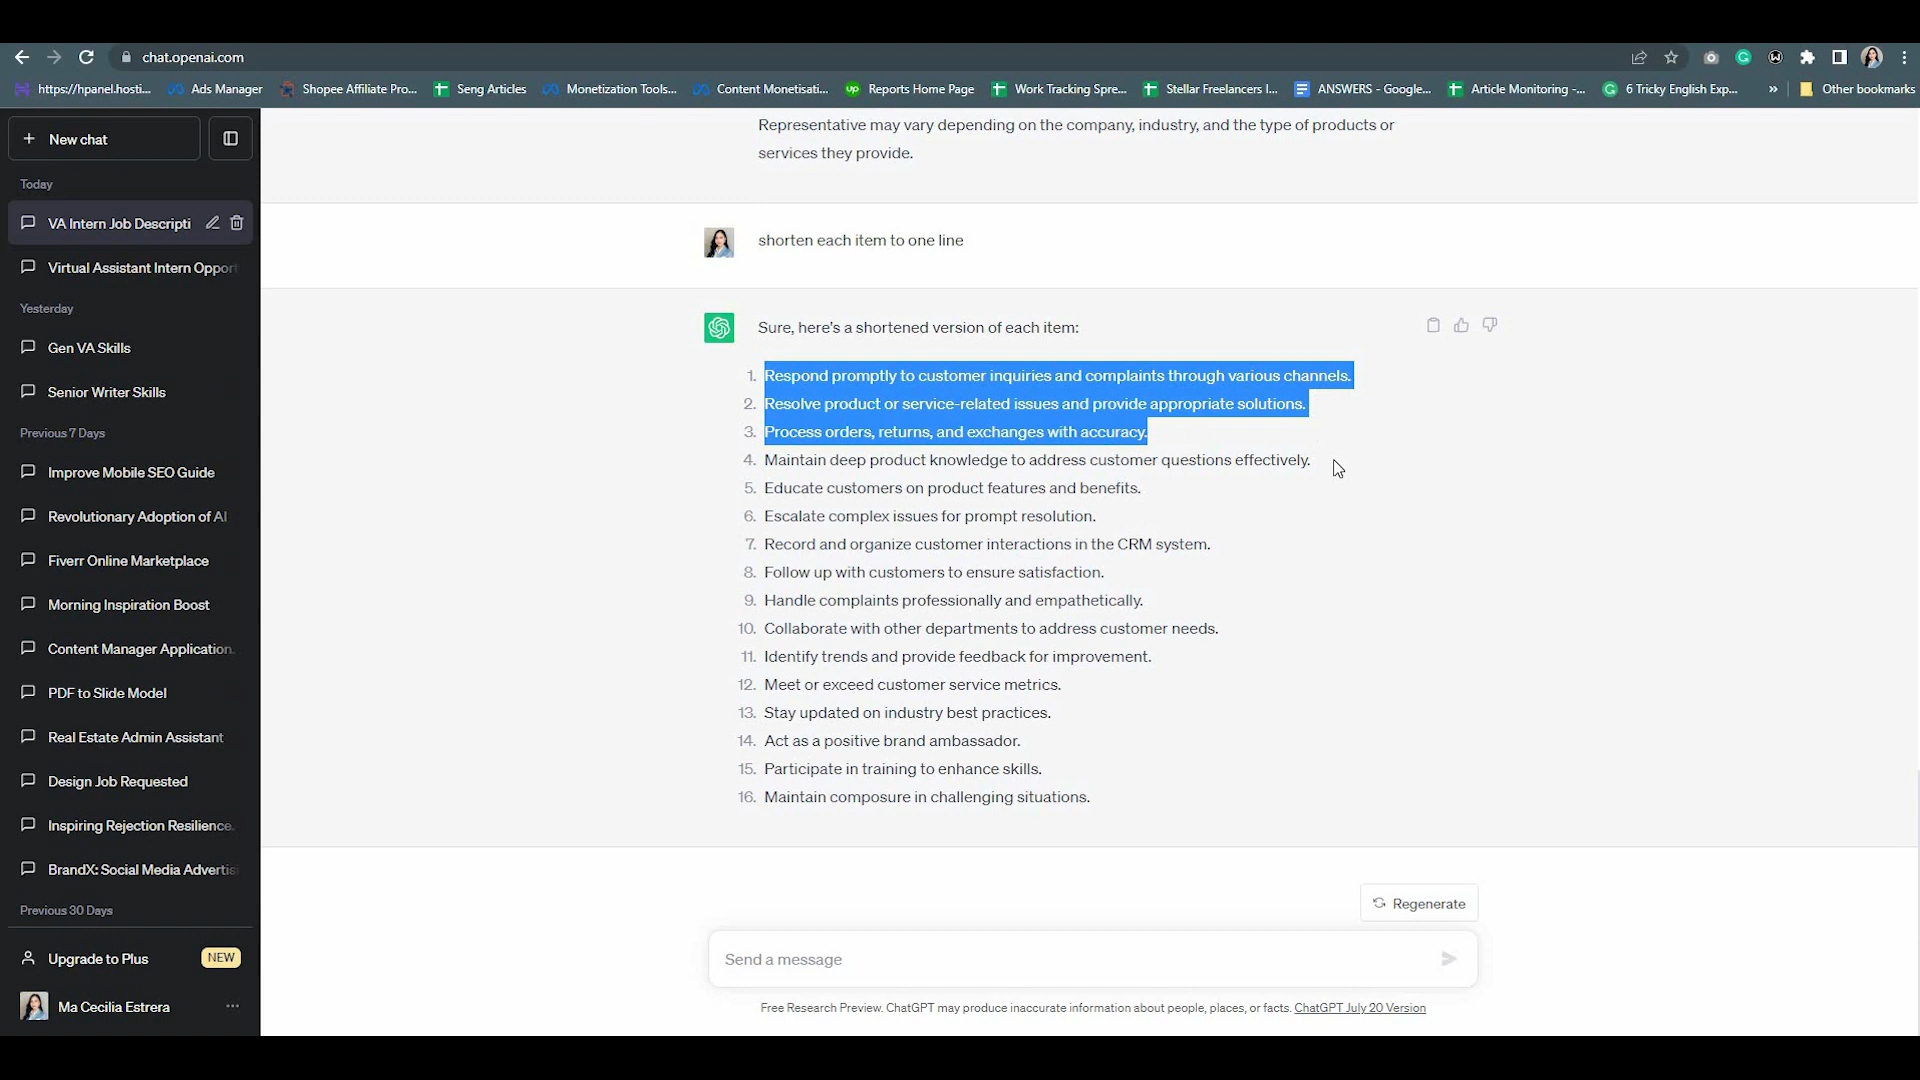 chat.openai.com
https://hpanel.hosti...
Ads Manager
Shopee Affiliate Pro...
Seng Articles
Monetization Tools...
Content Monetisati...
Reports Home Page
Work Tracking Spre...
Stellar Freelancers I...
ANSWERS - Google...
Article Monitoring -...
6 Tricky English Exp...
»
Other bookmarks
New chat
Today
VA Intern Job Descripti
Virtual Assistant Intern Oppor
Yesterday
Gen VA Skills
Senior Writer Skills
Previous 7 Days
Improve Mobile SEO Guide
Revolutionary Adoption of AI
Fiverr Online Marketplace
Morning Inspiration Boost
Content Manager Application.
PDF to Slide Model
Real Estate Admin Assistant
Design Job Requested
Inspiring Rejection Resilience.
BrandX: Social Media Adverti
Previous 30 Days
Upgrade to Plus
NEW
Ma Cecilia Estrera
Representative may vary depending on the company, industry, and the type of products or
services they provide.
shorten each item to one line
Sure, here's a shortened version of each item:
1. Respond promptly to customer inquiries and complaints through various channels.
2. Resolve product or service-related issues and provide appropriate solutions.
3. Process orders, returns, and exchanges with accuracy.
4. Maintain deep product knowledge to address customer questions effectively.
5. Educate customers on product features and benefits.
6. Escalate complex issues for prompt resolution.
7. Record and organize customer interactions in the CRM system.
8. Follow up with customers to ensure satisfaction.
9. Handle complaints professionally and empathetically.
10. Collaborate with other departments to address customer needs.
11. Identify trends and provide feedback for improvement.
12. Meet or exceed customer service metrics.
13. Stay updated on industry best practices.
14. Act as a positive brand ambassador.
15. Participate in training to enhance skills.
16. Maintain composure in challenging situations.
Regenerate
Send a message
Free Research Preview. ChatGPT may produce inaccurate information about people, places, or facts. ChatGPT July 20 Version